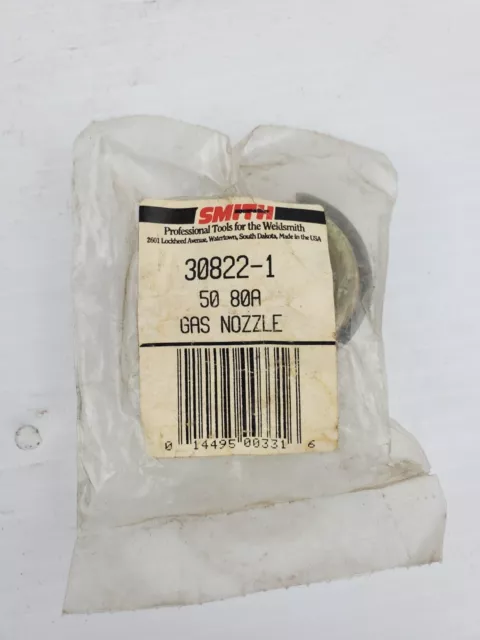 SMITH
Professional Tools for the Weldsmith
2601 Lockheed Avenue, Watertown, South Dakota, Made in the USA
30822-1
50 80A
GAS NOZZLE
0 14495 00331 6